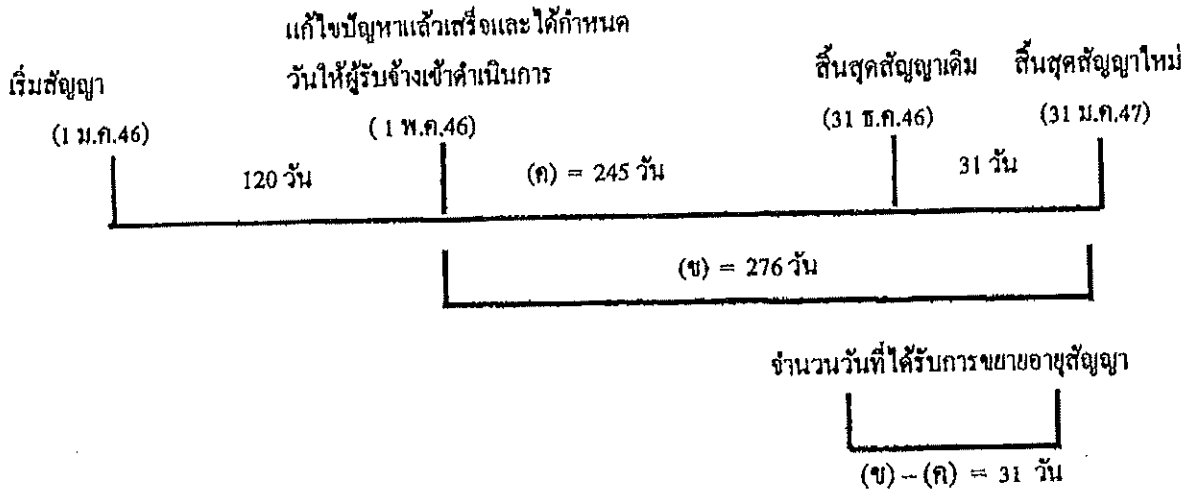 แก้ไขปัญหาแล้วเสร็จและได้กำหนด
วันให้ผู้รับจ้างเข้าดำเนินการ
เริ่มสัญญา
สิ้นสุดสัญญาเดิม
สิ้นสุดสัญญาใหม่
(1 ม.ค.46)
( 1 พ.ค.46)
(31 ธ.ค.46)
(31 ม.ค.47)
120 วัน
(ค) = 245 วัน
31 วัน
(ข) = 276 วัน
จำนวนวันที่ได้รับการขยายอายุสัญญา
(ข) – (ค) = 31 วัน